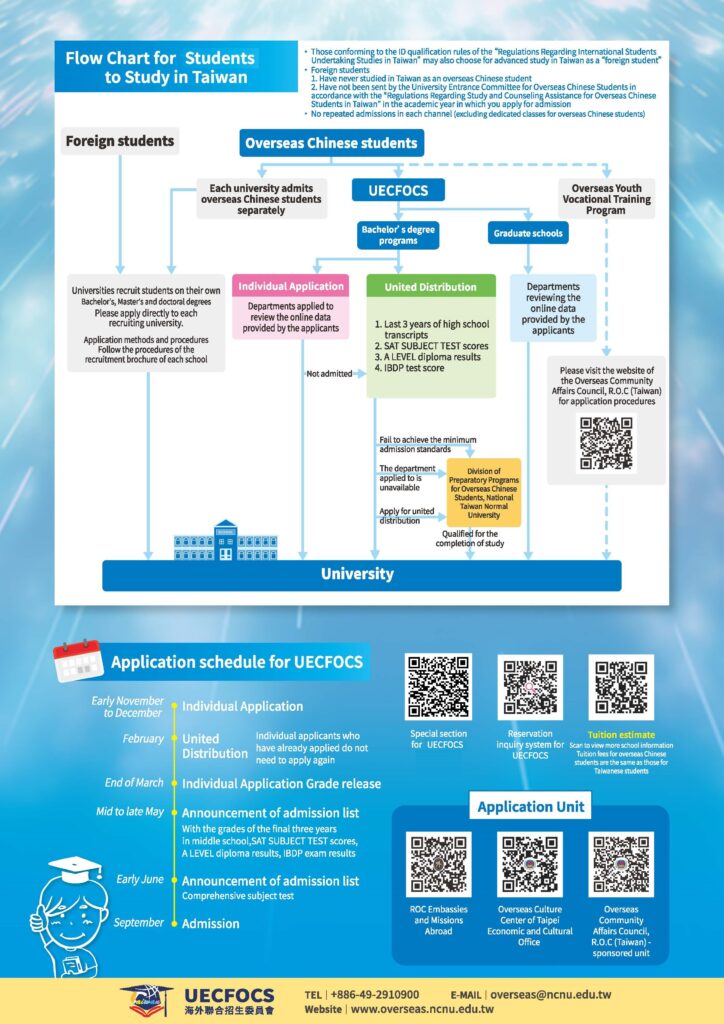 Flow Chart for Students
to Study in Taiwan
• Those conforming to the ID qualification rules of the "Regulations Regarding International Students
Undertaking Studies in Taiwan" may also choose for advanced study in Taiwan as a "foreign student"
• Foreign students
1. Have never studied in Taiwan as an overseas Chinese student
2. Have not been sent by the University Entrance Committee for Overseas Chinese Students in
accordance with the "Regulations Regarding Study and Counseling Assistance for Overseas Chinese
Students in Taiwan" in the academic year in which you apply for admission
• No repeated admissions in each channel (excluding dedicated classes for overseas Chinese students)
Foreign students
Overseas Chinese students
Each university admits
overseas Chinese students
separately
UECFOCS
Overseas Youth
Vocational Training
Program
Bachelor's degree
programs
Graduate schools
Universities recruit students on their own
Bachelor's, Master's and doctoral degrees
Please apply directly to each
recruiting university.
Application methods and procedures
Follow the procedures of the
recruitment brochure of each school
Individual Application
Departments applied to
review the online data
provided by the applicants
United Distribution
1. Last 3 years of high school
transcripts
2. SAT SUBJECT TEST scores
3. A LEVEL diploma results
4. IBDP test score
Departments
reviewing the
online data
provided by the
applicants
Not admitted
Please visit the website of
the Overseas Community
Affairs Council, R.O.C (Taiwan)
for application procedures
Fail to achieve the minimum
admission standards
The department
applied to is
unavailable
Apply for united
distribution
Division of
Preparatory Programs
for Overseas Chinese
Students, National
Taiwan Normal
University
Qualified for the
completion of study
University
Application schedule for UECFOCS
Early November
to December
Individual Application
February
United
Distribution
Individual applicants who
have already applied do not
need to apply again
End of March
Individual Application Grade release
Mid to late May
Announcement of admission list
With the grades of the final three years
in middle school,SAT SUBJECT TEST scores,
A LEVEL diploma results, IBDP exam results
Early June
Announcement of admission list
Comprehensive subject test
September
Admission
Special section
for UECFOCS
Reservation
inquiry system for
UECFOCS
Tuition estimate
Scan to view more school information
Tuition fees for overseas Chinese
students are the same as those for
Taiwanese students
Application Unit
ROC Embassies
and Missions
Abroad
Overseas Culture
Center of Taipei
Economic and Cultural
Office
Overseas
Community
Affairs Council,
R.O.C (Taiwan) -
sponsored unit
Taiwan
UECFOCS
海外聯合招生委員會
TEL | +886-49-2910900
E-MAIL | overseas@ncnu.edu.tw
Website | www.overseas.ncnu.edu.tw